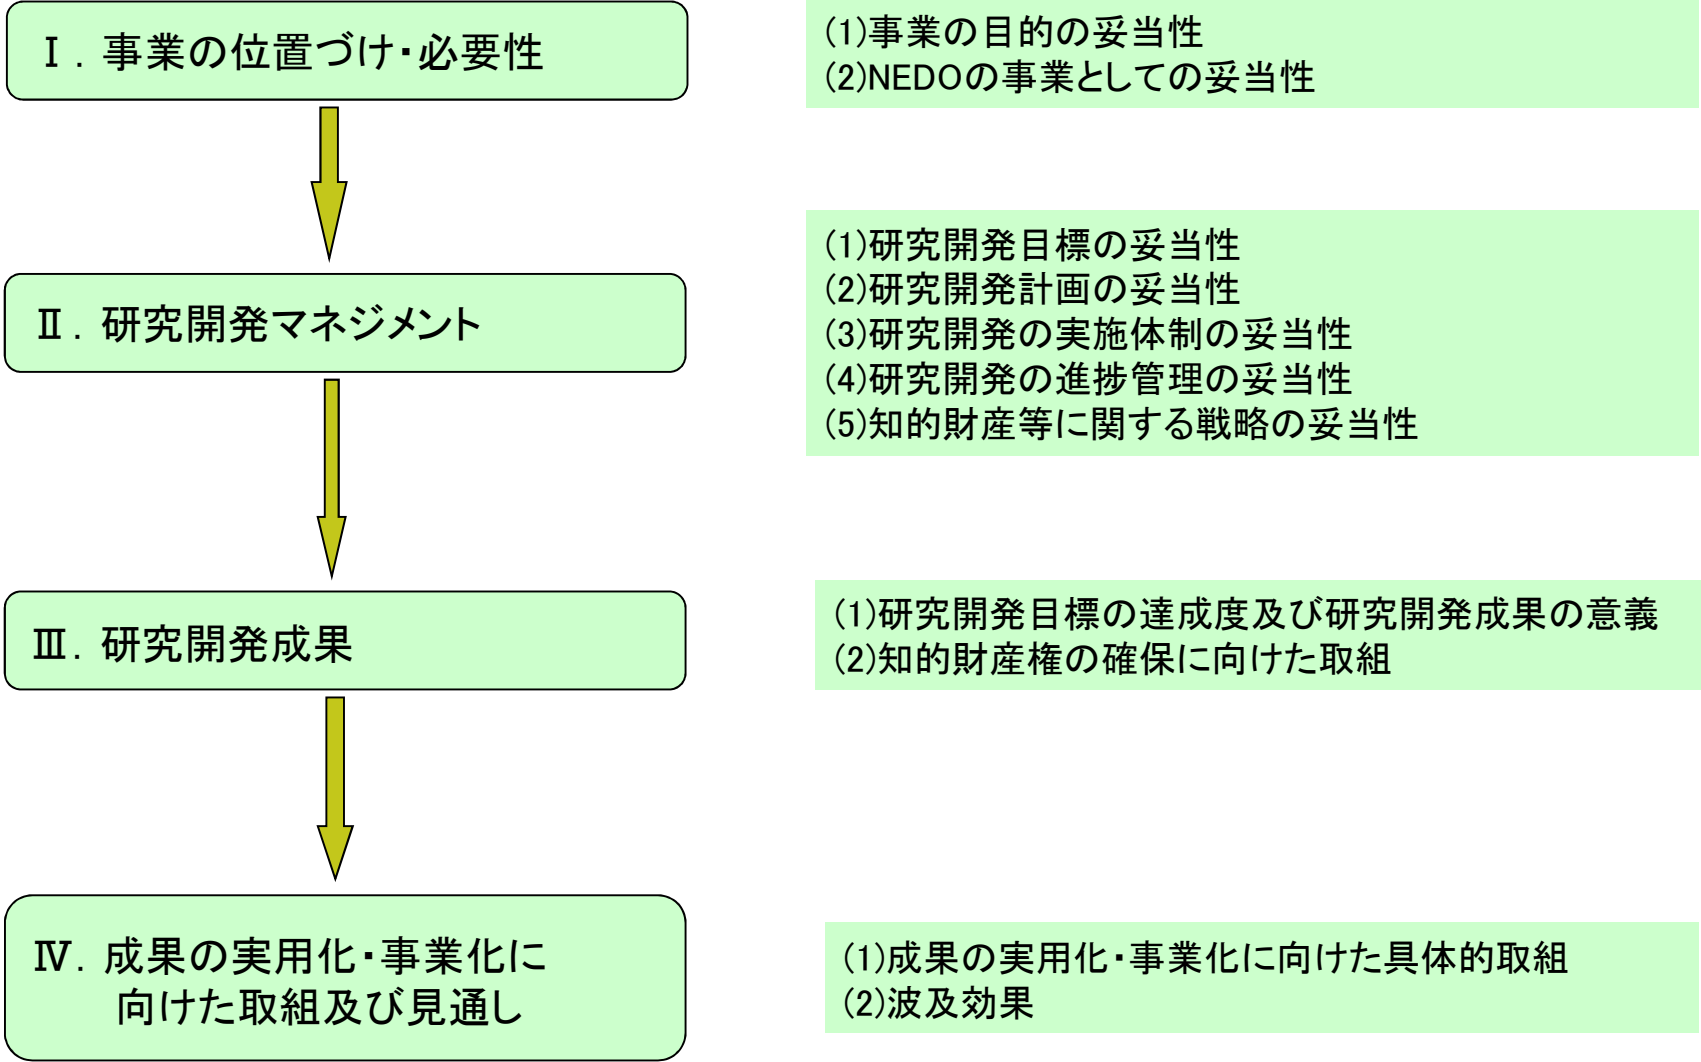 Ⅰ．事業の位置づけ・必要性
(1)事業の目的の妥当性
(2)NEDOの事業としての妥当性
Ⅱ．研究開発マネジメント
(1)研究開発目標の妥当性
(2)研究開発計画の妥当性
(3)研究開発の実施体制の妥当性
(4)研究開発の進捗管理の妥当性
(5)知的財産等に関する戦略の妥当性
Ⅲ．研究開発成果
(1)研究開発目標の達成度及び研究開発成果の意義
(2)知的財産権の確保に向けた取組
Ⅳ．成果の実用化・事業化に
向けた取組及び見通し
(1)成果の実用化・事業化に向けた具体的取組
(2)波及効果